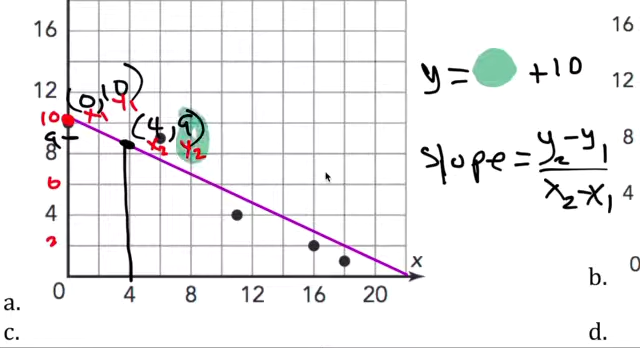 16
12
10
9
8
6
4
2
0
4
8
12
16
20
x
(0,10)
x₁ y₁
(4,9)
x₂ y₂
y = +10
slope = y₂-y₁
x₂-x₁
16
12
8
4
0
a.
b.
c.
d.